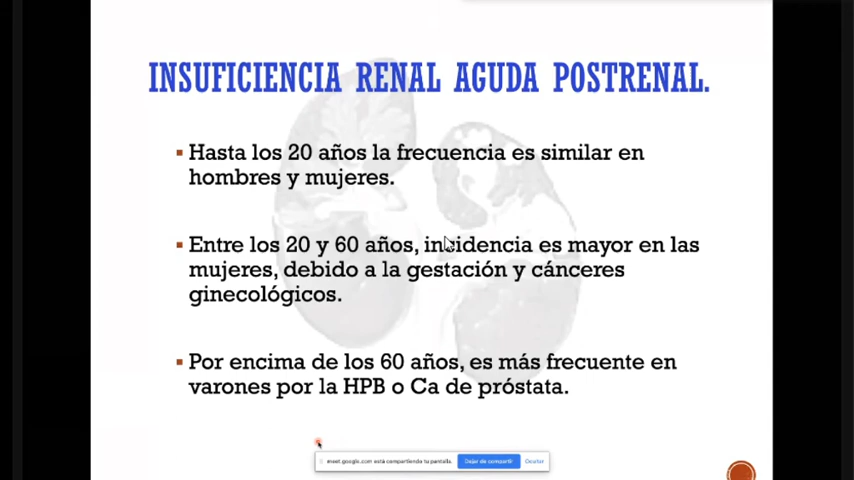 INSUFICIENCIA RENAL AGUDA POSTRENAL.
▪ Hasta los 20 años la frecuencia es similar en
hombres y mujeres.
▪ Entre los 20 y 60 años, incidencia es mayor en las
mujeres, debido a la gestación y cánceres
ginecológicos.
▪ Por encima de los 60 años, es más frecuente en
varones por la HPB o Ca de próstata.
meet.google.com está compartiendo tu pantalla. Dejar de compartir Ocultar